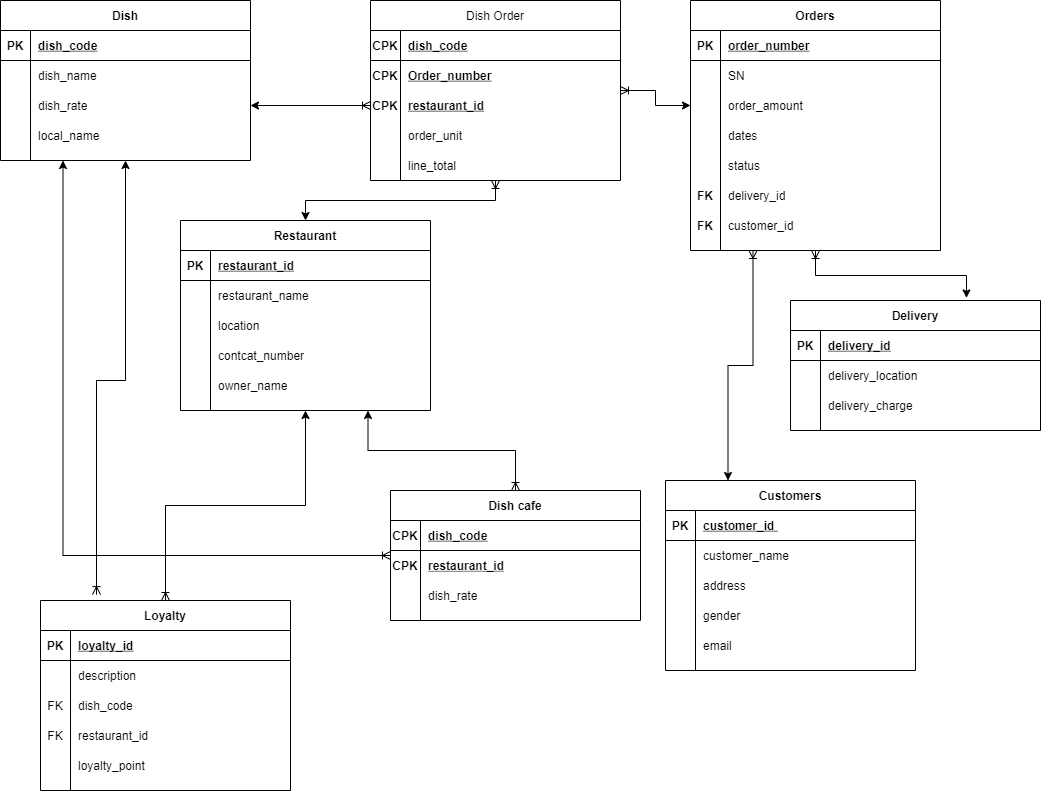 Dish
PK dish_code
dish_name
dish_rate
local_name
Dish Order
CPK dish_code
CPK Order_number
CPK restaurant_id
order_unit
line_total
Orders
PK order_number
SN
order_amount
dates
status
FK delivery_id
FK customer_id
Restaurant
PK restaurant_id
restaurant_name
location
contcat_number
owner_name
Delivery
PK delivery_id
delivery_location
delivery_charge
Dish cafe
CPK dish_code
CPK restaurant_id
dish_rate
Customers
PK customer_id
customer_name
address
gender
email
Loyalty
PK loyalty_id
description
FK dish_code
FK restaurant_id
loyalty_point